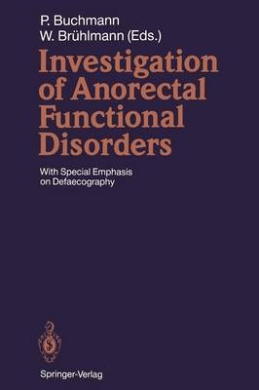 P. Buchmann
W. Brühlmann (Eds.)
Investigation
of Anorectal
Functional
Disorders
With Special Emphasis
on Defaecography
Springer-Verlag